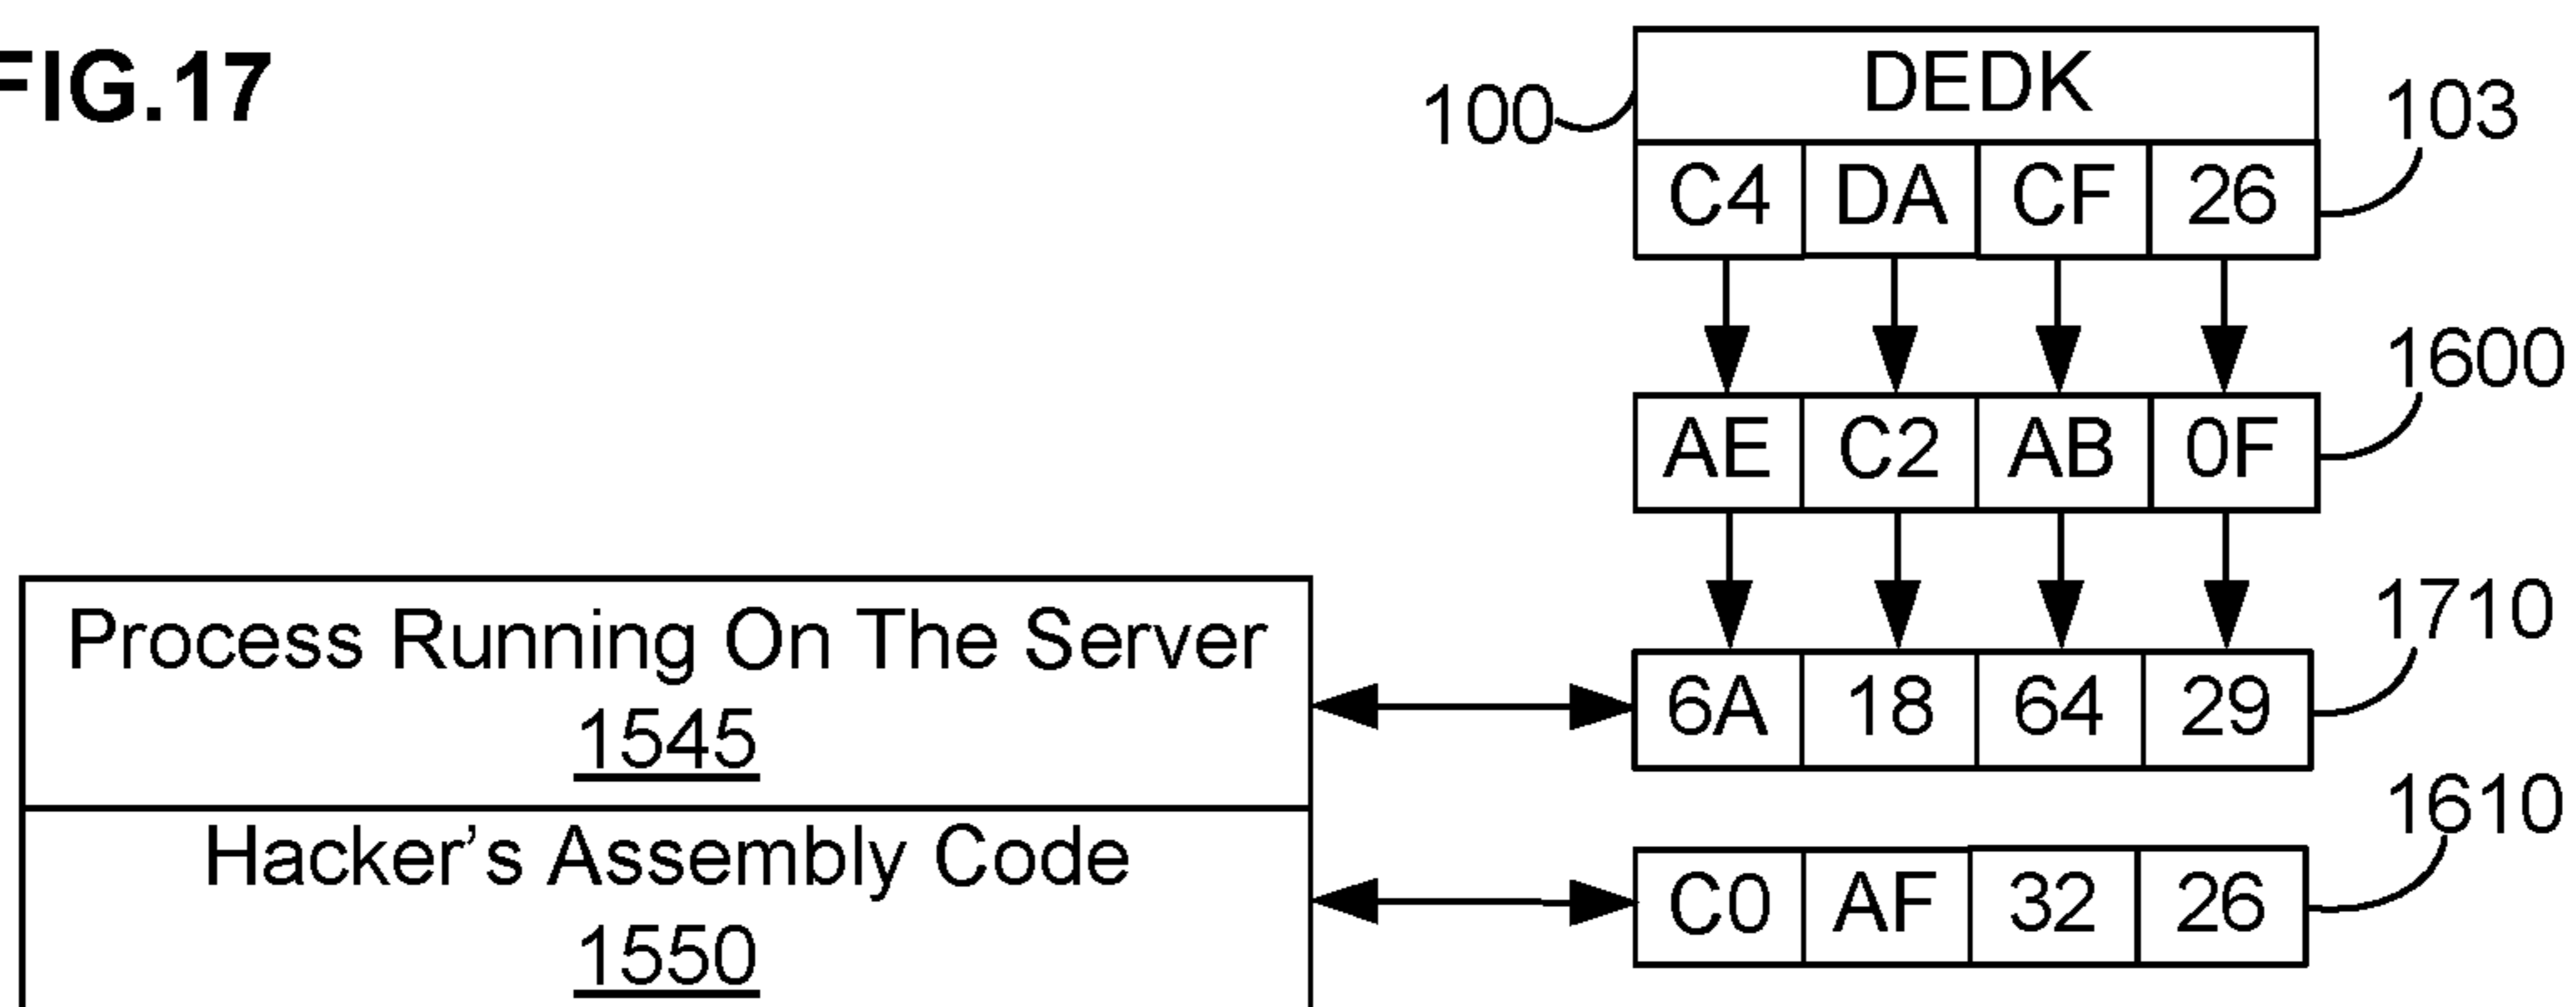 FIG.17
DEDK
100
103
C4 DA CF 26
1600
AE C2 AB 0F
1710
6A 18 64 29
Process Running On The Server
1545
1610
C0 AF 32 26
Hacker's Assembly Code
1550